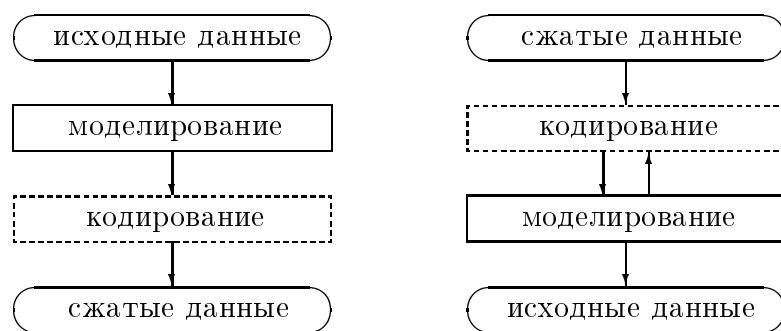 исходные данные
моделирование
кодирование
сжатые данные
сжатые данные
кодирование
моделирование
исходные данные